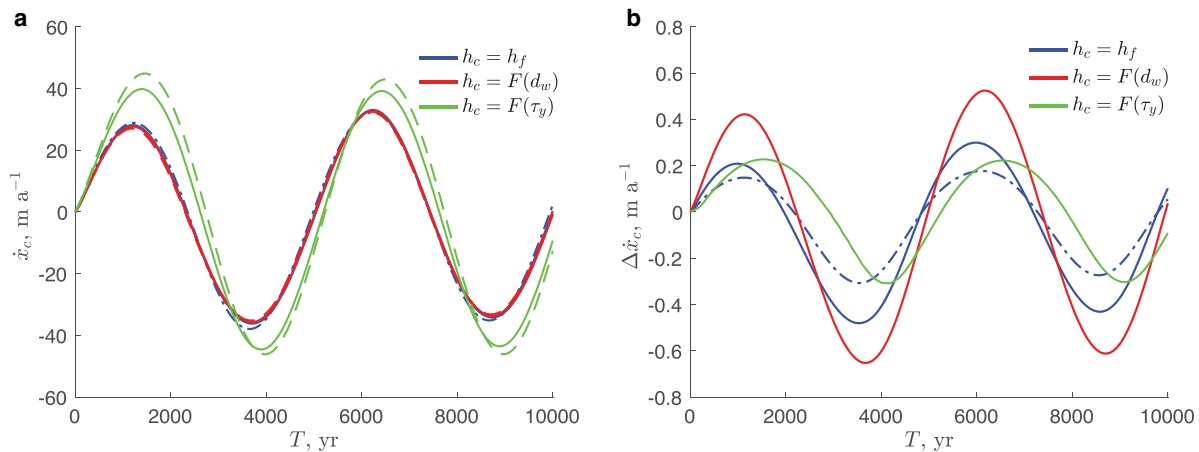 a
60
40
20
0
-20
-40
-60
ẋ_c, m a⁻¹
h_c = h_f
h_c = F(d_w)
h_c = F(τ_y)
0 2000 4000 6000 8000 10000
T, yr
b
0.8
0.6
0.4
0.2
0
-0.2
-0.4
-0.6
-0.8
Δẋ_c, m a⁻¹
h_c = h_f
h_c = F(d_w)
h_c = F(τ_y)
0 2000 4000 6000 8000 10000
T, yr